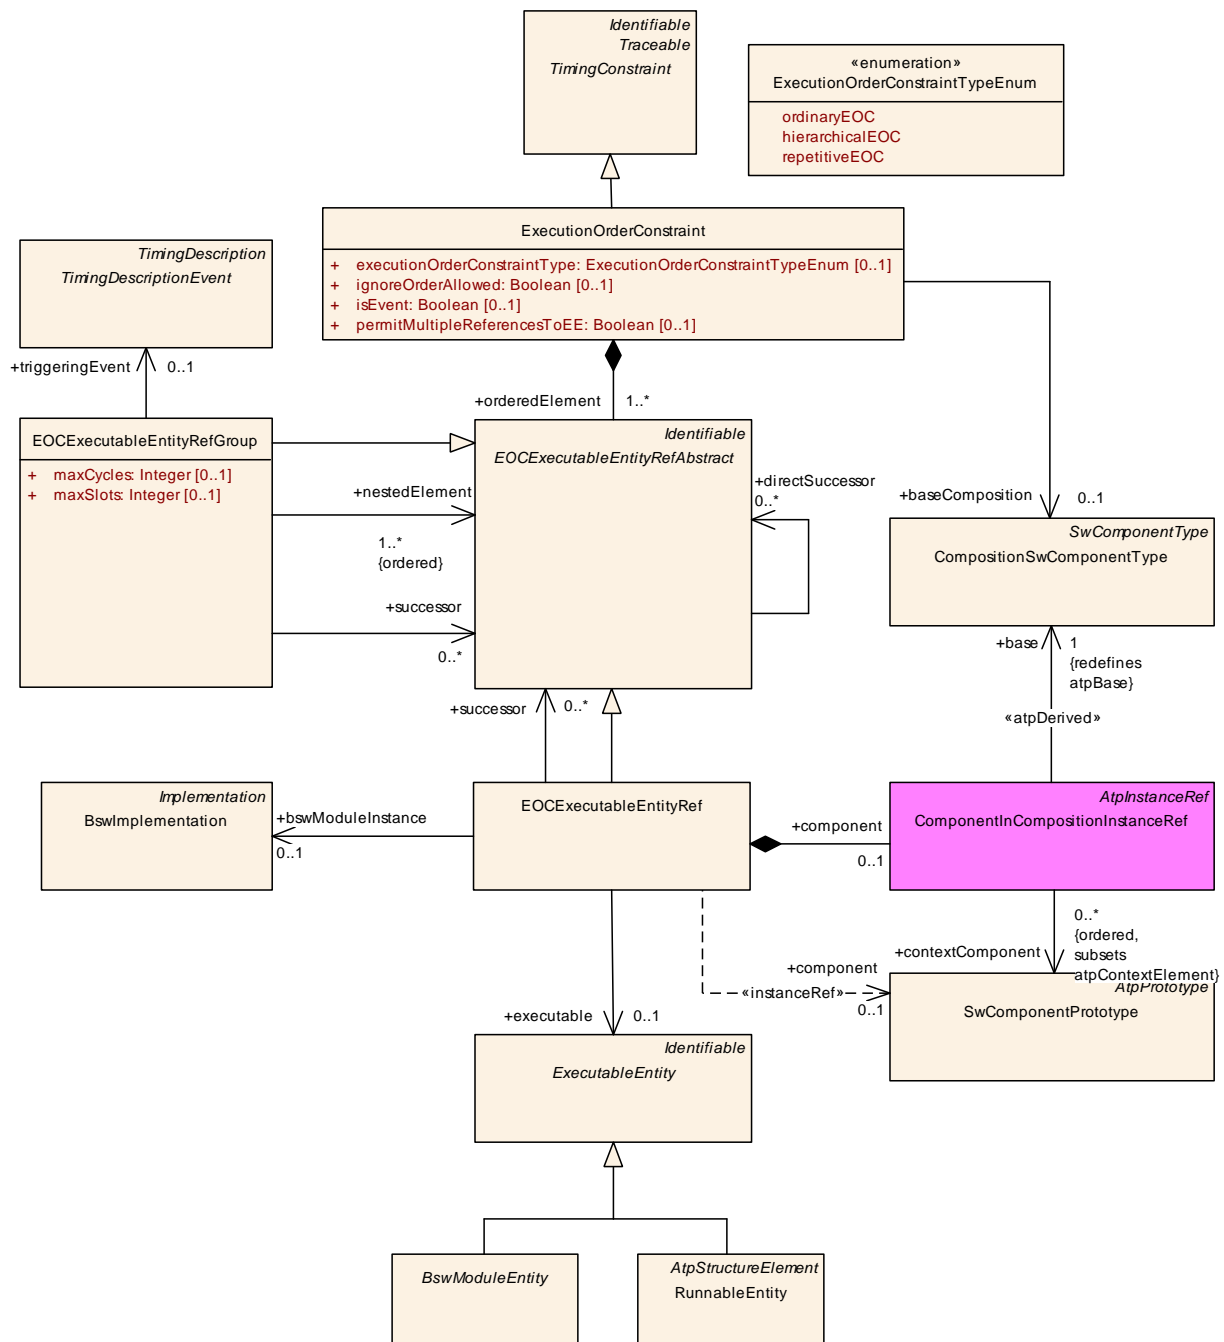 Identifiable
Traceable
TimingConstraint
«enumeration»
ExecutionOrderConstraintTypeEnum
ordinaryEOC
hierarchicalEOC
repetitiveEOC
ExecutionOrderConstraint
+ executionOrderConstraintType: ExecutionOrderConstraintTypeEnum [0..1]
+ ignoreOrderAllowed: Boolean [0..1]
+ isEvent: Boolean [0..1]
+ permitMultipleReferencesToEE: Boolean [0..1]
TimingDescription
TimingDescriptionEvent
+triggeringEvent
0..1
+orderedElement
1..*
EOCExecutableEntityRefGroup
+ maxCycles: Integer [0..1]
+ maxSlots: Integer [0..1]
Identifiable
EOCExecutableEntityRefAbstract
+nestedElement
1..*
{ordered}
+successor
0..*
+directSuccessor
0..*
+baseComposition
0..1
SwComponentType
CompositionSwComponentType
+base
1
{redefines
atpBase}
«atpDerived»
+successor
0..*
Implementation
BswImplementation
+bswModuleInstance
0..1
EOCExecutableEntityRef
+component
0..1
AtpInstanceRef
ComponentInCompositionInstanceRef
0..*
{ordered,
subsets
atpContextElement}
+contextComponent
+component
«instanceRef»
0..1
AtpPrototype
SwComponentPrototype
+executable
0..1
Identifiable
ExecutableEntity
BswModuleEntity
AtpStructureElement
RunnableEntity